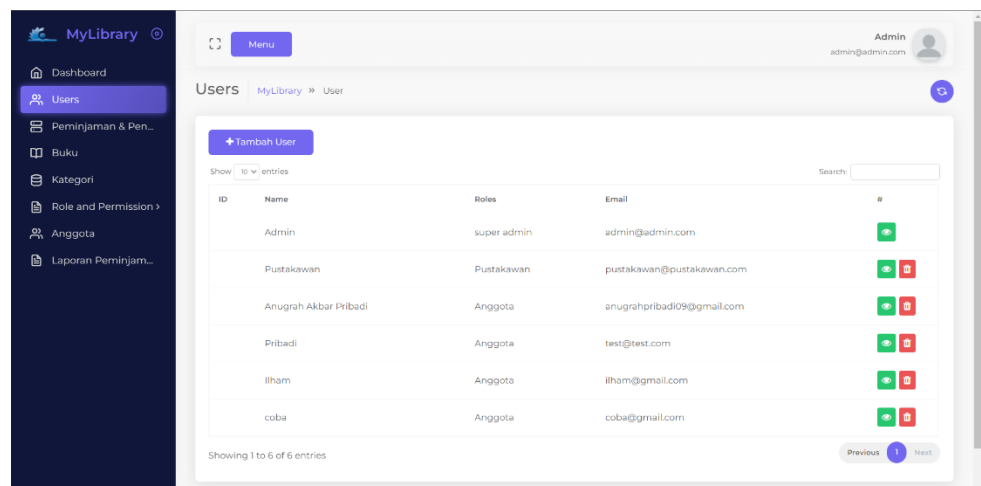 MyLibrary
Dashboard
Users
Peminjaman & Pen...
Buku
Kategori
Role and Permission >
Anggota
Laporan Peminjam...
Menu
Admin
admin@admin.com
Users MyLibrary » User
+Tambah User
Show 10 entries Search:
ID Name Roles Email #
Admin super admin admin@admin.com
Pustakawan Pustakawan pustakawan@pustakawan.com
Anugrah Akbar Pribadi Anggota anugrahpribadi09@gmail.com
Pribadi Anggota test@test.com
Ilham Anggota ilham@gmail.com
coba Anggota coba@gmail.com
Showing 1 to 6 of 6 entries Previous 1 Next